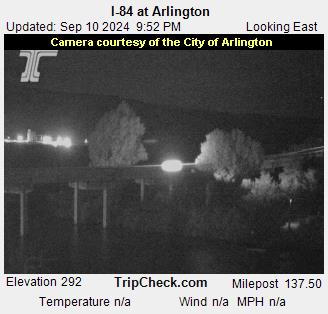 I-84 at Arlington
Updated: Sep 10 2024 9:52 PM Looking East
Camera courtesy of the City of Arlington
Elevation 292 TripCheck.com Milepost 137.50
Temperature n/a Wind n/a MPH n/a